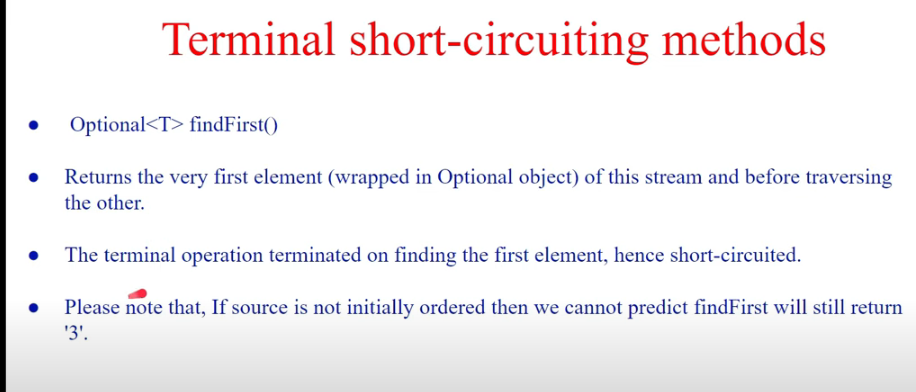 Terminal short-circuiting methods
● Optional<T> findFirst()
● Returns the very first element (wrapped in Optional object) of this stream and before traversing
the other.
● The terminal operation terminated on finding the first element, hence short-circuited.
● Please note that, If source is not initially ordered then we cannot predict findFirst will still return
'3'.